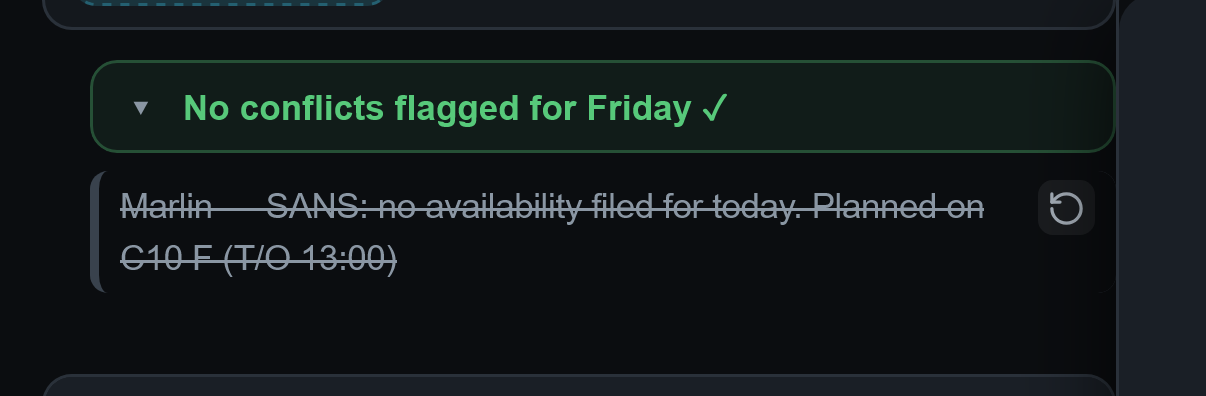 No conflicts flagged for Friday ✓
Marlin — SANS: no availability filed for today. Planned on
C10 F (T/O 13:00)